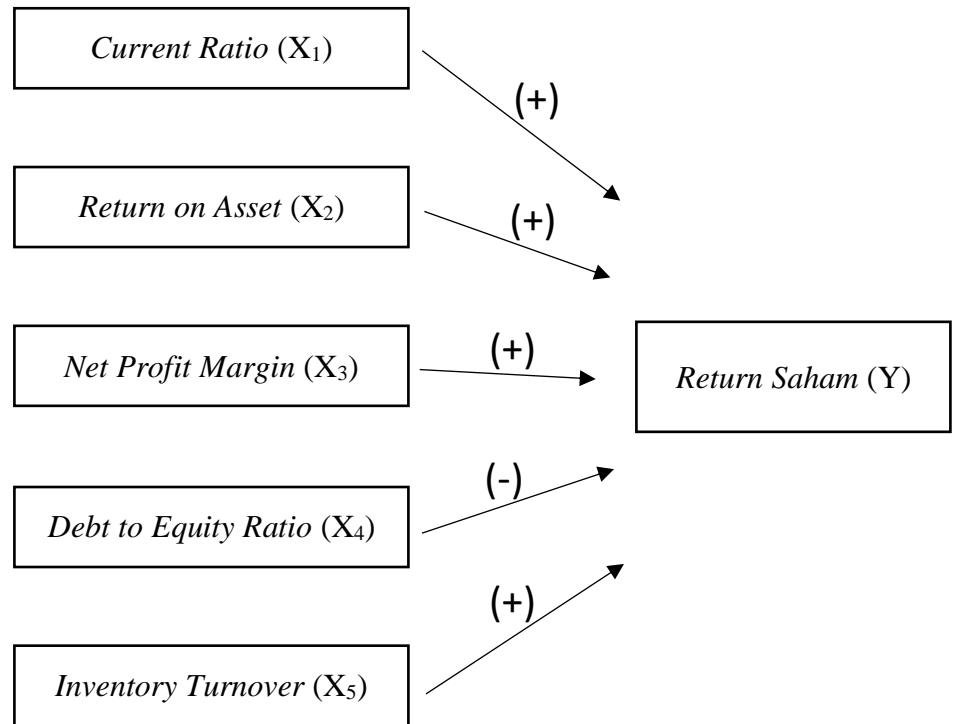 Current Ratio (X₁)
(+)
Return on Asset (X₂)
(+)
Net Profit Margin (X₃)
(+)
Return Saham (Y)
Debt to Equity Ratio (X₄)
(-)
Inventory Turnover (X₅)
(+)